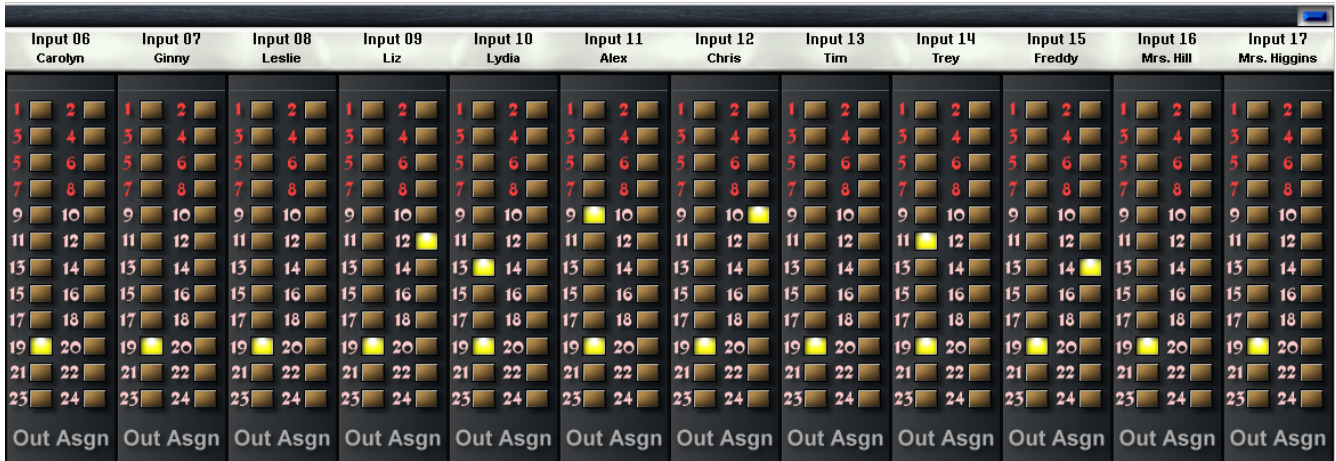 Input 06 Input 07 Input 08 Input 09 Input 10 Input 11 Input 12 Input 13 Input 14 Input 15 Input 16 Input 17
Carolyn Ginny Leslie Liz Lydia Alex Chris Tim Trey Freddy Mrs. Hill Mrs. Higgins
1 2 1 2 1 2 1 2 1 2 1 2 1 2 1 2 1 2 1 2 1 2 1 2
3 4 3 4 3 4 3 4 3 4 3 4 3 4 3 4 3 4 3 4 3 4 3 4
5 6 5 6 5 6 5 6 5 6 5 6 5 6 5 6 5 6 5 6 5 6 5 6
7 8 7 8 7 8 7 8 7 8 7 8 7 8 7 8 7 8 7 8 7 8 7 8
9 10 9 10 9 10 9 10 9 10 9 10 9 10 9 10 9 10 9 10 9 10 9 10
11 12 11 12 11 12 11 12 11 12 11 12 11 12 11 12 11 12 11 12 11 12 11 12
13 14 13 14 13 14 13 14 13 14 13 14 13 14 13 14 13 14 13 14 13 14 13 14
15 16 15 16 15 16 15 16 15 16 15 16 15 16 15 16 15 16 15 16 15 16 15 16
17 18 17 18 17 18 17 18 17 18 17 18 17 18 17 18 17 18 17 18 17 18 17 18
19 20 19 20 19 20 19 20 19 20 19 20 19 20 19 20 19 20 19 20 19 20 19 20
21 22 21 22 21 22 21 22 21 22 21 22 21 22 21 22 21 22 21 22 21 22 21 22
23 24 23 24 23 24 23 24 23 24 23 24 23 24 23 24 23 24 23 24 23 24 23 24
Out Asgn Out Asgn Out Asgn Out Asgn Out Asgn Out Asgn Out Asgn Out Asgn Out Asgn Out Asgn Out Asgn Out Asgn